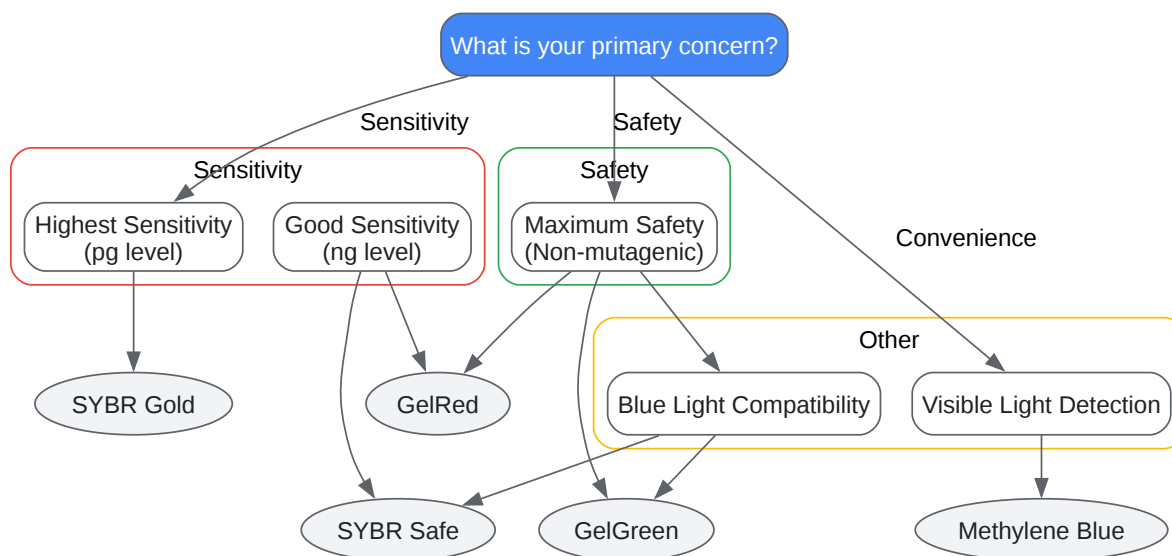 What is your primary concern?
Sensitivity
Safety
Sensitivity
Safety
Highest Sensitivity
(pg level)
Good Sensitivity
(ng level)
Maximum Safety
(Non-mutagenic)
Convenience
Other
SYBR Gold
GelRed
Blue Light Compatibility
Visible Light Detection
SYBR Safe
GelGreen
Methylene Blue